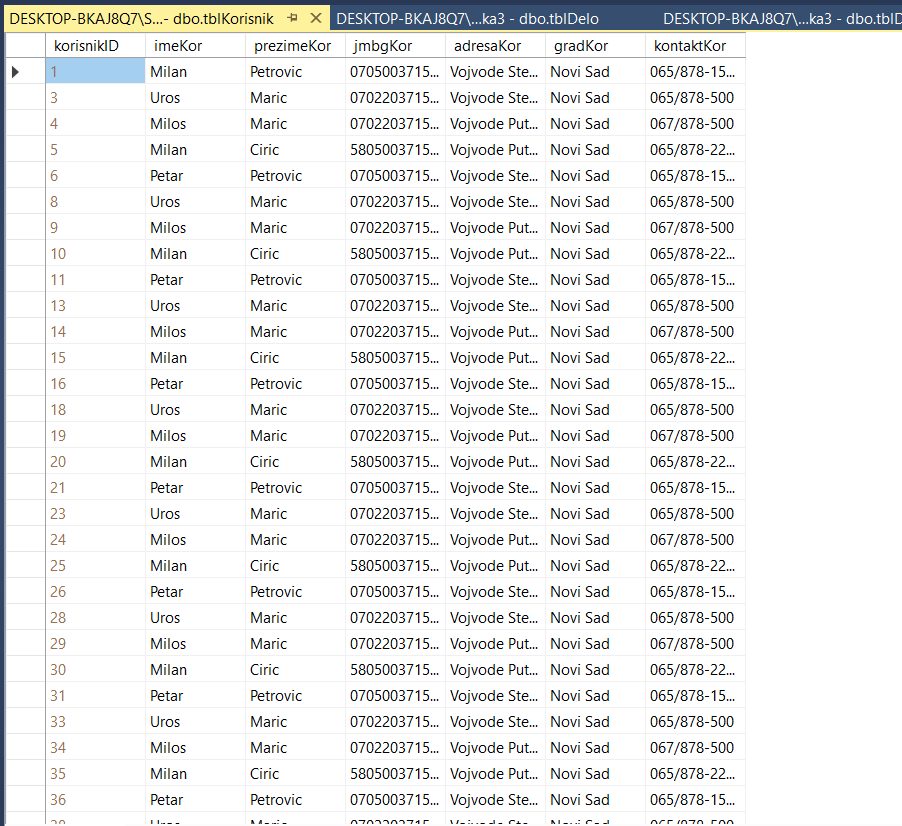 DESKTOP-BKAJ8Q7\S...- dbo.tblKorisnik DESKTOP-BKAJ8Q7\...ka3 - dbo.tblDelo DESKTOP-BKAJ8Q7\...ka3 - dbo.tblD
korisnikID imeKor prezimeKor jmbgKor adresaKor gradKor kontaktKor
1 Milan Petrovic 0705003715... Vojvode Ste... Novi Sad 065/878-15...
3 Uros Maric 0702203715... Vojvode Ste... Novi Sad 065/878-500
4 Milos Maric 0702203715... Vojvode Put... Novi Sad 067/878-500
5 Milan Ciric 5805003715... Vojvode Put... Novi Sad 065/878-22...
6 Petar Petrovic 0705003715... Vojvode Ste... Novi Sad 065/878-15...
8 Uros Maric 0702203715... Vojvode Ste... Novi Sad 065/878-500
9 Milos Maric 0702203715... Vojvode Put... Novi Sad 067/878-500
10 Milan Ciric 5805003715... Vojvode Put... Novi Sad 065/878-22...
11 Petar Petrovic 0705003715... Vojvode Ste... Novi Sad 065/878-15...
13 Uros Maric 0702203715... Vojvode Ste... Novi Sad 065/878-500
14 Milos Maric 0702203715... Vojvode Put... Novi Sad 067/878-500
15 Milan Ciric 5805003715... Vojvode Put... Novi Sad 065/878-22...
16 Petar Petrovic 0705003715... Vojvode Ste... Novi Sad 065/878-15...
18 Uros Maric 0702203715... Vojvode Ste... Novi Sad 065/878-500
19 Milos Maric 0702203715... Vojvode Put... Novi Sad 067/878-500
20 Milan Ciric 5805003715... Vojvode Put... Novi Sad 065/878-22...
21 Petar Petrovic 0705003715... Vojvode Ste... Novi Sad 065/878-15...
23 Uros Maric 0702203715... Vojvode Ste... Novi Sad 065/878-500
24 Milos Maric 0702203715... Vojvode Put... Novi Sad 067/878-500
25 Milan Ciric 5805003715... Vojvode Put... Novi Sad 065/878-22...
26 Petar Petrovic 0705003715... Vojvode Ste... Novi Sad 065/878-15...
28 Uros Maric 0702203715... Vojvode Ste... Novi Sad 065/878-500
29 Milos Maric 0702203715... Vojvode Put... Novi Sad 067/878-500
30 Milan Ciric 5805003715... Vojvode Put... Novi Sad 065/878-22...
31 Petar Petrovic 0705003715... Vojvode Ste... Novi Sad 065/878-15...
33 Uros Maric 0702203715... Vojvode Ste... Novi Sad 065/878-500
34 Milos Maric 0702203715... Vojvode Put... Novi Sad 067/878-500
35 Milan Ciric 5805003715... Vojvode Put... Novi Sad 065/878-22...
36 Petar Petrovic 0705003715... Vojvode Ste... Novi Sad 065/878-15...